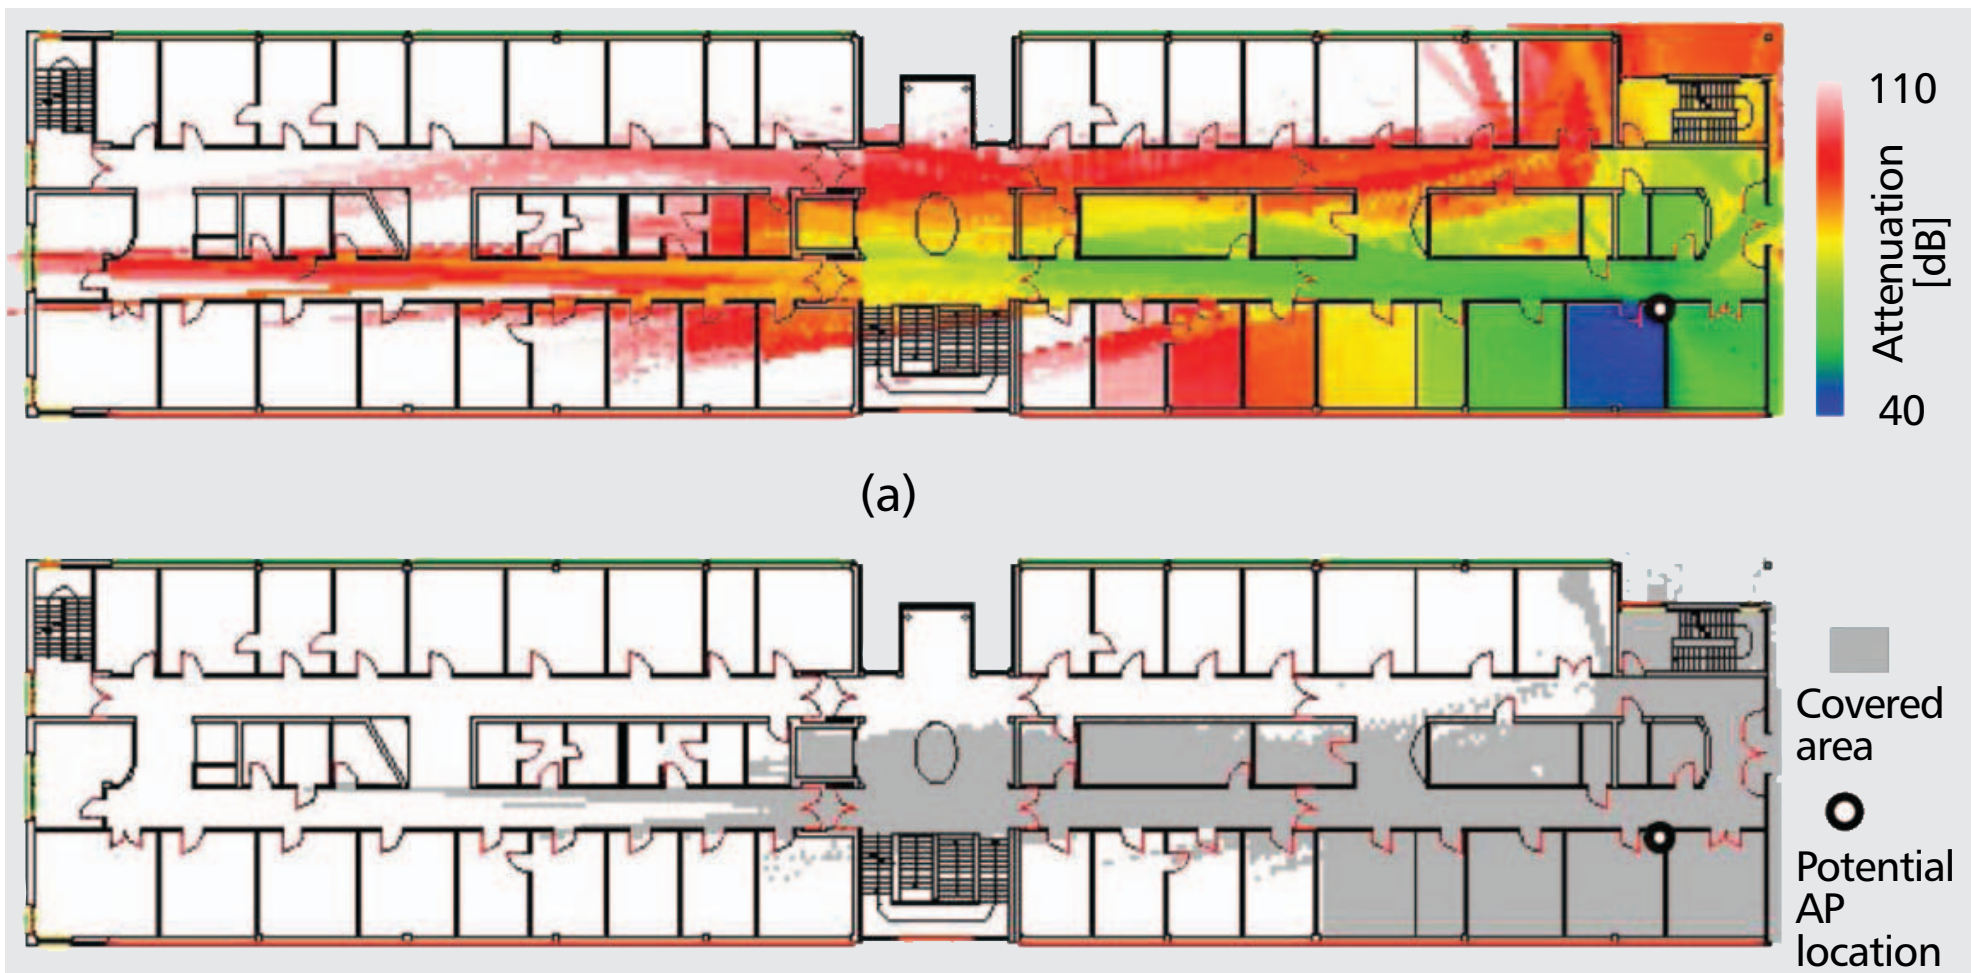 110
Attenuation
[dB]
40
(a)
Covered
area
Potential
AP
location